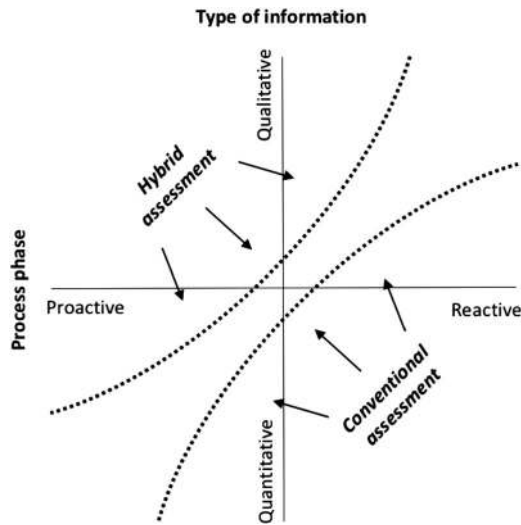 Type of information
Qualitative
Hybrid
assessment
Process phase
Proactive
Reactive
Conventional
assessment
Quantitative